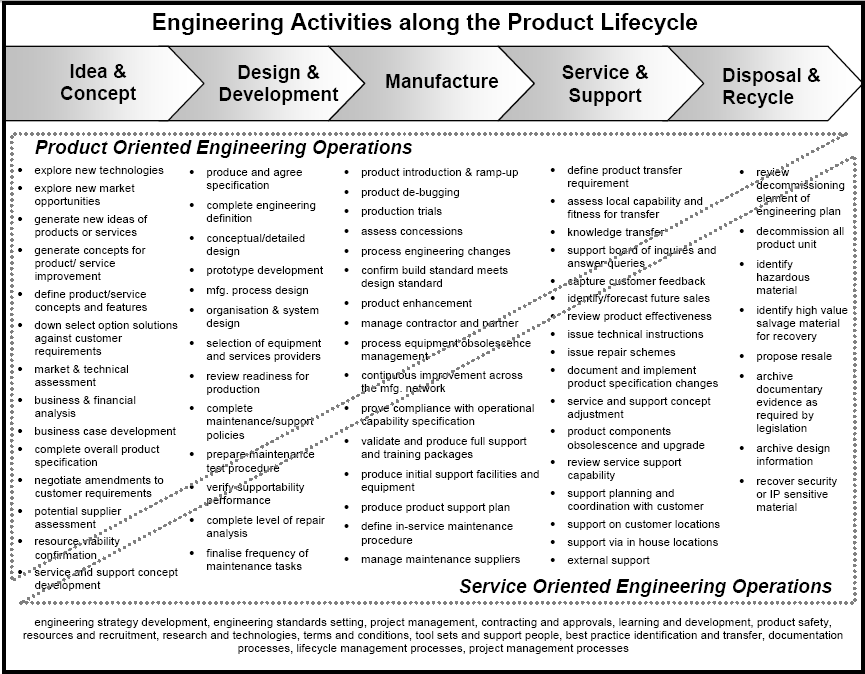 Engineering Activities along the Product Lifecycle
Idea &
Concept
Design &
Development
Manufacture
Service &
Support
Disposal &
Recycle
Product Oriented Engineering Operations
• explore new technologies
• explore new market
opportunities
• generate new ideas of
products or services
• generate concepts for
product/ service
improvement
• define product/service
concepts and features
• down select option solutions
against customer
requirements
• market & technical
assessment
• business & financial
analysis
• business case development
• complete overall product
specification
• negotiate amendments to
customer requirements
• potential supplier
assessment
• resource viability
confirmation
• service and support concept
development
• produce and agree
specification
• complete engineering
definition
• conceptual/detailed
design
• prototype development
• mfg. process design
• organisation & system
design
• selection of equipment
and services providers
• review readiness for
production
• complete
maintenance/support
policies
• prepare maintenance
test procedure
• verify supportability
performance
• complete level of repair
analysis
• finalise frequency of
maintenance tasks
• product introduction & ramp-up
• product de-bugging
• production trials
• assess concessions
• process engineering changes
• confirm build standard meets
design standard
• product enhancement
• manage contractor and partner
• process equipment obsolescence
management
• continuous improvement across
the mfg. network
• prove compliance with operational
capability specification
• validate and produce full support
and training packages
• produce initial support facilities and
equipment
• produce product support plan
• define in-service maintenance
procedure
• manage maintenance suppliers
• define product transfer
requirement
• assess local capability and
fitness for transfer
• knowledge transfer
• support board of inquires and
answer queries
• capture customer feedback
• identify/forecast future sales
• review product effectiveness
• issue technical instructions
• issue repair schemes
• document and implement
product specification changes
• service and support concept
adjustment
• product components
obsolescence and upgrade
• review service support
capability
• support planning and
coordination with customer
• support on customer locations
• support via in house locations
• external support
• review
decommissioning
element of
engineering plan
• decommission all
product unit
• identify
hazardous
material
• identify high value
salvage material
for recovery
• propose resale
• archive
documentary
evidence as
required by
legislation
• archive design
information
• recover security
or IP sensitive
material
Service Oriented Engineering Operations
engineering strategy development, engineering standards setting, project management, contracting and approvals, learning and development, product safety,
resources and recruitment, research and technologies, terms and conditions, tool sets and support people, best practice identification and transfer, documentation
processes, lifecycle management processes, project management processes